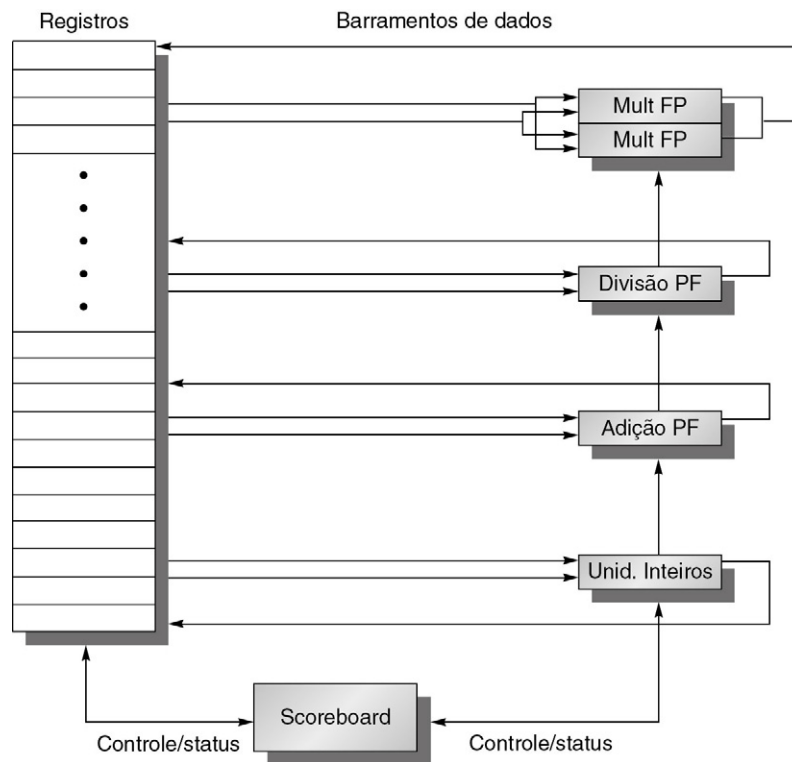 Registros
Barramentos de dados
Mult FP
Mult FP
Divisão PF
Adição PF
Unid. Inteiros
Scoreboard
Controle/status
Controle/status